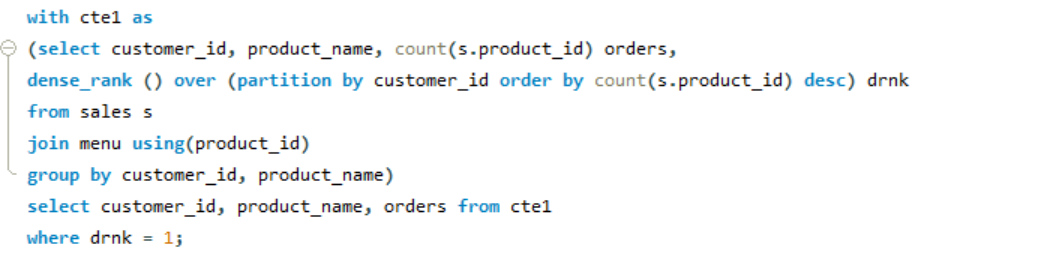 with cte1 as
(select customer_id, product_name, count(s.product_id) orders,
dense_rank () over (partition by customer_id order by count(s.product_id) desc) drnk
from sales s
join menu using(product_id)
group by customer_id, product_name)
select customer_id, product_name, orders from cte1
where drnk = 1;